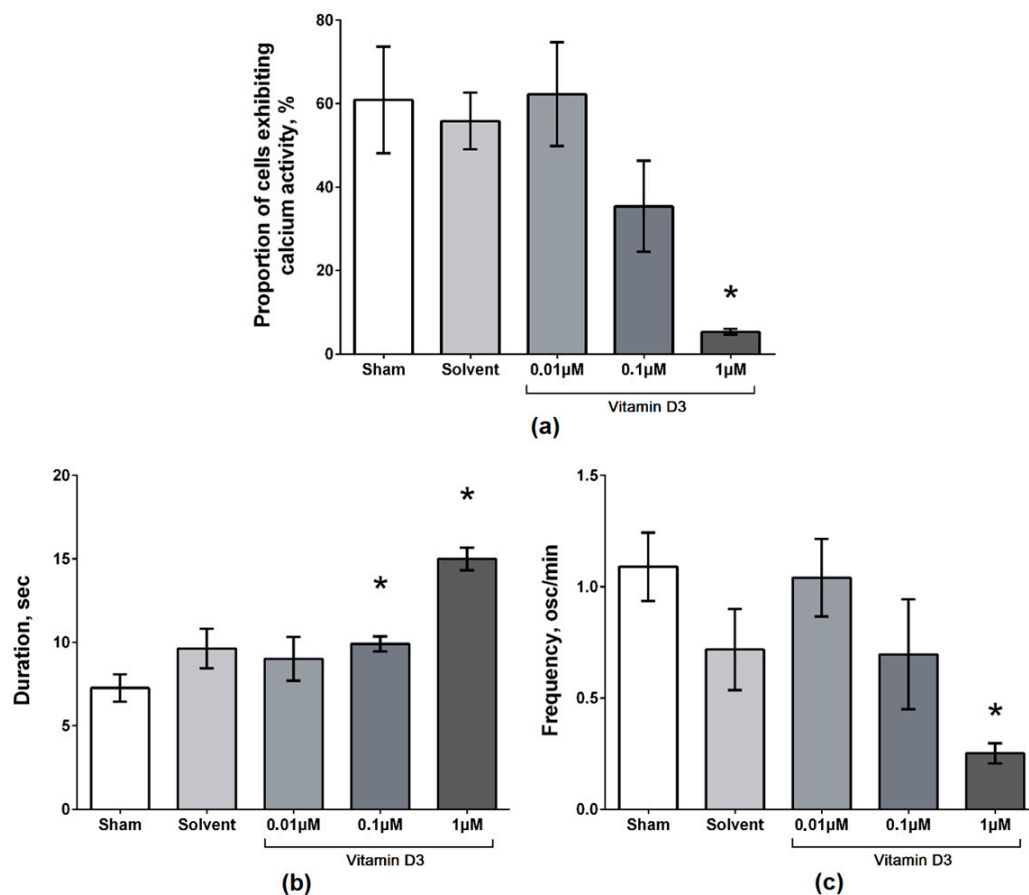 Proportion of cells exhibiting
calcium activity, %
80
60
40
20
0
*
Sham Solvent 0.01µM 0.1µM 1µM
Vitamin D3
(a)
Duration, sec
20
15
10
5
0
*
*
Sham Solvent 0.01µM 0.1µM 1µM
Vitamin D3
(b)
Frequency, osc/min
1.5
1.0
0.5
0.0
*
Sham Solvent 0.01µM 0.1µM 1µM
Vitamin D3
(c)